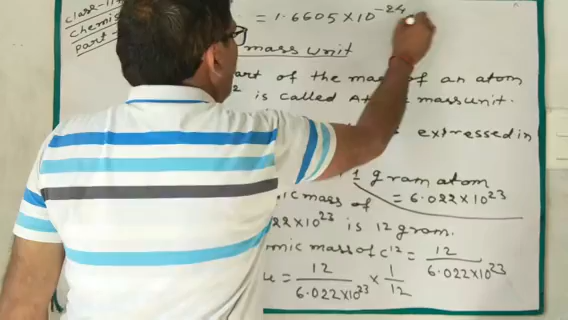 class-11
chemis
Part-
= 1.6605 × 10⁻²⁴
mass unit
art of the mass of an atom
2 is called At mass unit.
expressed in
1 gram atom
ic mass of = 6.022 × 10²³
22 × 10²³ is 12 gram.
mic mass of C¹² = 12 / 6.022 × 10²³
u = 12 / 6.022 × 10²³ × 1 / 12